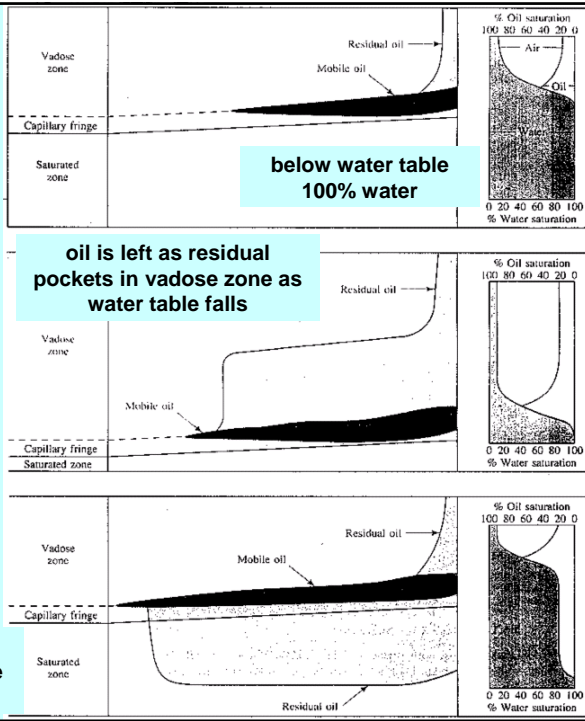 % Oil saturation
100 80 60 40 20 0
Vadose
zone
Residual oil
Air
Mobile oil
Oil
Capillary fringe
Water
Saturated
zone
below water table
100% water
0 20 40 60 80 100
% Water saturation
oil is left as residual
pockets in vadose zone as
water table falls
% Oil saturation
100 80 60 40 20 0
Residual oil
Vadose
zone
Mobile oil
Capillary fringe
Saturated zone
0 20 40 60 80 100
% Water saturation
% Oil saturation
100 80 60 40 20 0
Vadose
zone
Residual oil
Mobile oil
Capillary fringe
Saturated
zone
Residual oil
0 20 40 60 80 100
% Water saturation